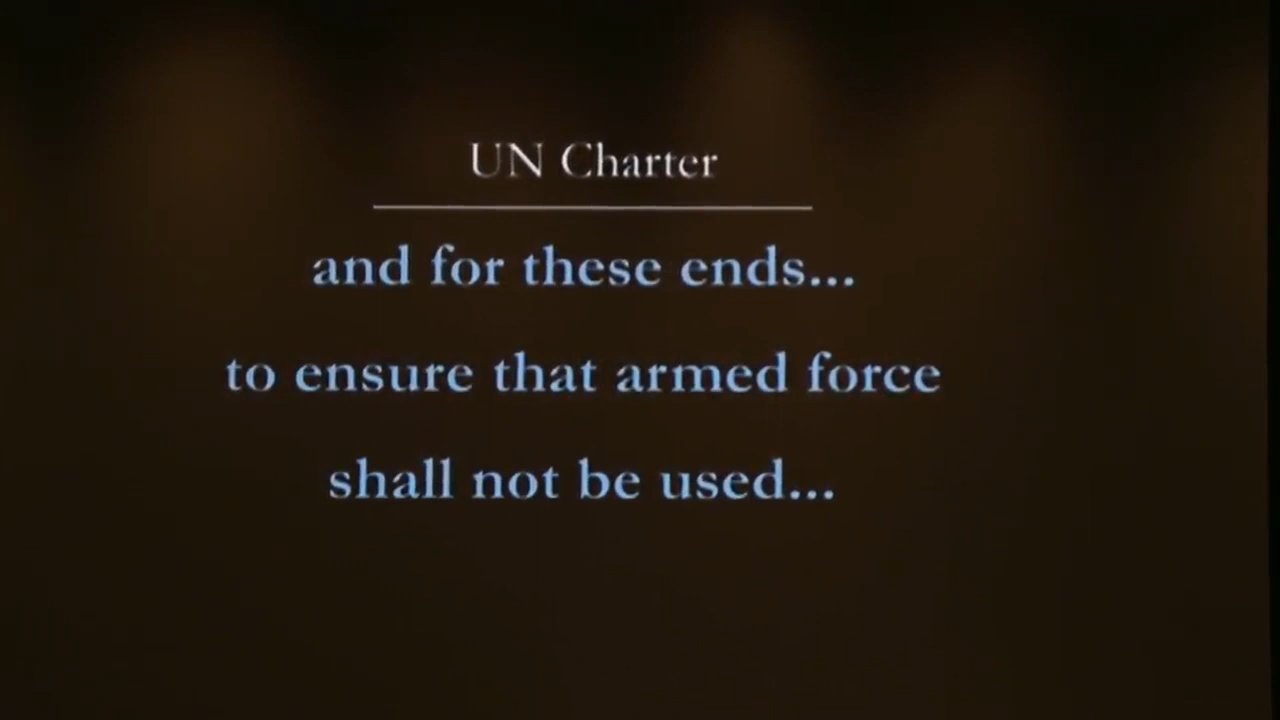 UN Charter
and for these ends...
to ensure that armed force
shall not be used...